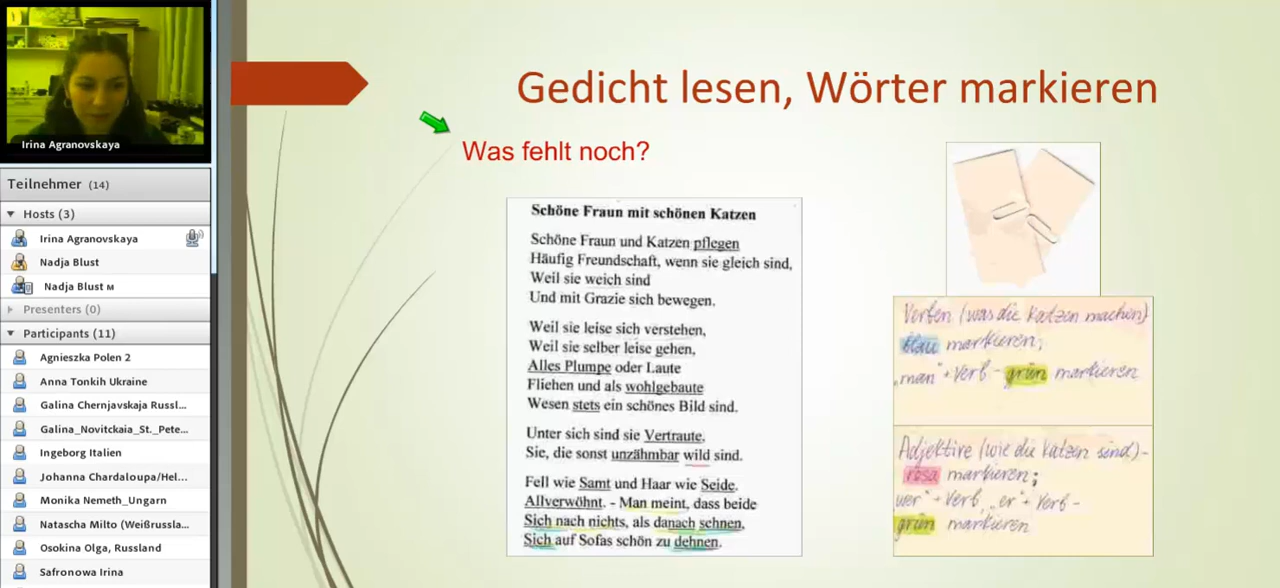 Irina Agranovskaya
Teilnehmer (14)
Hosts (3)
Irina Agranovskaya
Nadja Blust
Nadja Blust м
Presenters (0)
Participants (11)
Agnieszka Polen 2
Anna Tonkih Ukraine
Galina Chernjavskaja Russl...
Galina_Novitckaia_St._Pete...
Ingeborg Italien
Johanna Chardaloupa/Hel...
Monika Nemeth_Ungarn
Natascha Milto (Weißrussla...
Osokina Olga, Russland
Safronowa Irina
Gedicht lesen, Wörter markieren
Was fehlt noch?
Schöne Fraun mit schönen Katzen
Schöne Fraun und Katzen pflegen
Häufig Freundschaft, wenn sie gleich sind,
Weil sie weich sind
Und mit Grazie sich bewegen.
Weil sie leise sich verstehen,
Weil sie selber leise gehen,
Alles Plumpe oder Laute
Fliehen und als wohlgebaute
Wesen stets ein schönes Bild sind.
Unter sich sind sie Vertraute.
Sie, die sonst unzähmbar wild sind.
Fell wie Samt und Haar wie Seide.
Allverwöhnt. - Man meint, dass beide
Sich nach nichts, als danach sehnen,
Sich auf Sofas schön zu dehnen.
Verben (was die Katzen machen)
blau markieren;
„man“ + Verb - grün markieren
Adjektive (wie die Katzen sind) -
rosa markieren;
„wer“ + Verb, „er“ + Verb -
grün markieren